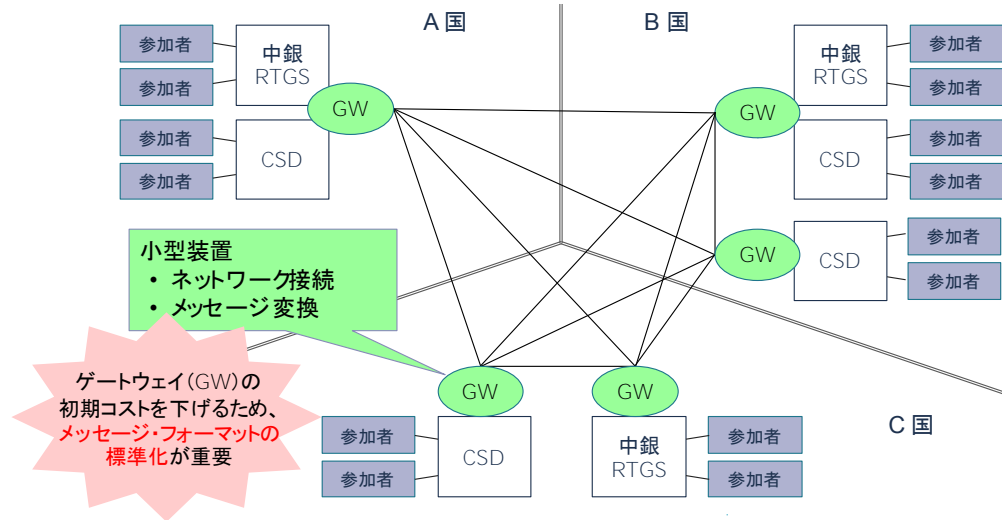 A 国
B 国
参加者
参加者
中銀
RTGS
GW
参加者
参加者
CSD
中銀
RTGS
参加者
参加者
GW
CSD
参加者
参加者
GW
CSD
参加者
参加者
小型装置
• ネットワーク接続
• メッセージ変換
ゲートウェイ(GW)の
初期コストを下げるため、
メッセージ・フォーマットの
標準化が重要
GW
参加者
参加者
CSD
GW
中銀
RTGS
参加者
参加者
C 国